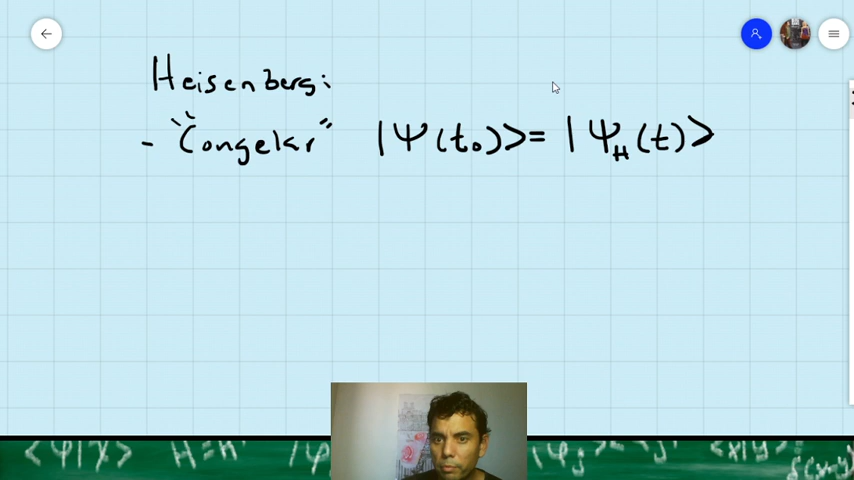 Heisenberg:
- "Congelar" |Ψ(t₀)>= |Ψ_H(t)>
<Ψ|χ> H=H